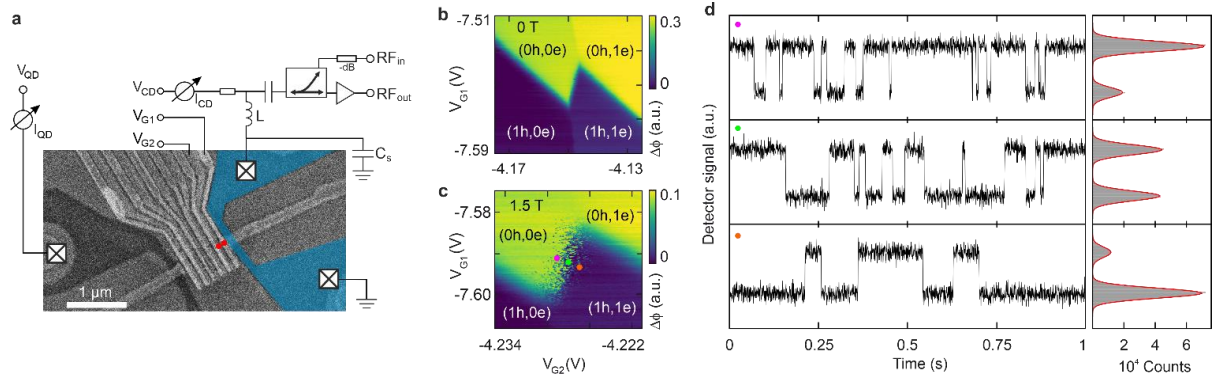 a
V_QD
I_QD
V_CD
I_CD
V_G1
V_G2
L
-dB
RF_in
RF_out
C_s
1 µm
b
-7.51
V_G1(V)
-7.59
0 T
(0h,0e)
(0h,1e)
(1h,0e)
(1h,1e)
-4.17
-4.13
0.3
0
Δϕ (a.u.)
c
-7.58
V_G1(V)
-7.60
1.5 T
(0h,0e)
(0h,1e)
(1h,0e)
(1h,1e)
-4.234
-4.222
V_G2(V)
0.1
0
Δϕ (a.u.)
d
Detector signal (a.u.)
0
0.25
0.5
0.75
1
Time (s)
2
4
6
10⁴ Counts